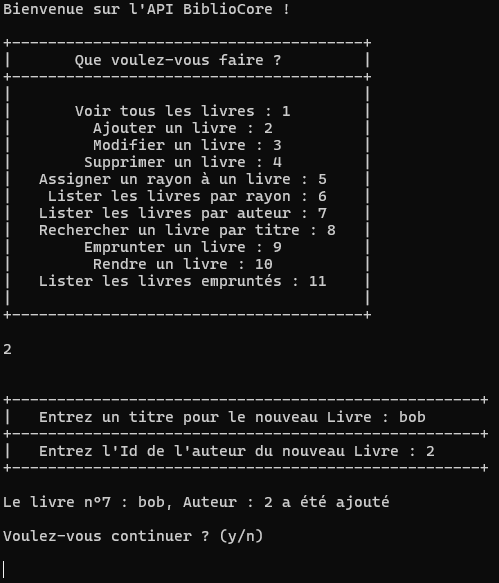 Bienvenue sur l'API BiblioCore !
+---------------------------------------+
|       Que voulez-vous faire ?         |
+---------------------------------------+
|                                       |
|       Voir tous les livres : 1        |
|         Ajouter un livre : 2          |
|         Modifier un livre : 3         |
|        Supprimer un livre : 4         |
|   Assigner un rayon à un livre : 5    |
|    Lister les livres par rayon : 6    |
|   Lister les livres par auteur : 7    |
|   Rechercher un livre par titre : 8   |
|        Emprunter un livre : 9         |
|         Rendre un livre : 10          |
|   Lister les livres empruntés : 11    |
|                                       |
+---------------------------------------+
2
+----------------------------------------------------+
|   Entrez un titre pour le nouveau Livre : bob
+----------------------------------------------------+
|   Entrez l'Id de l'auteur du nouveau Livre : 2
+----------------------------------------------------+
Le livre n°7 : bob, Auteur : 2 a été ajouté
Voulez-vous continuer ? (y/n)